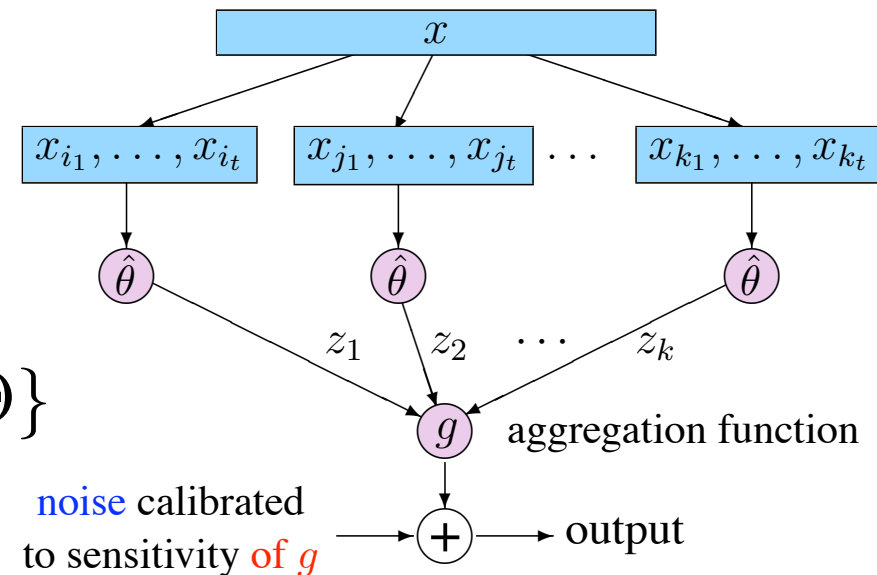 x
x_{i_1}, . . . , x_{i_t} x_{j_1}, . . . , x_{j_t} . . . x_{k_1}, . . . , x_{k_t}
θ̂ θ̂ θ̂
z_1 z_2 . . . z_k
}
g aggregation function
noise calibrated
to sensitivity of g
+ output